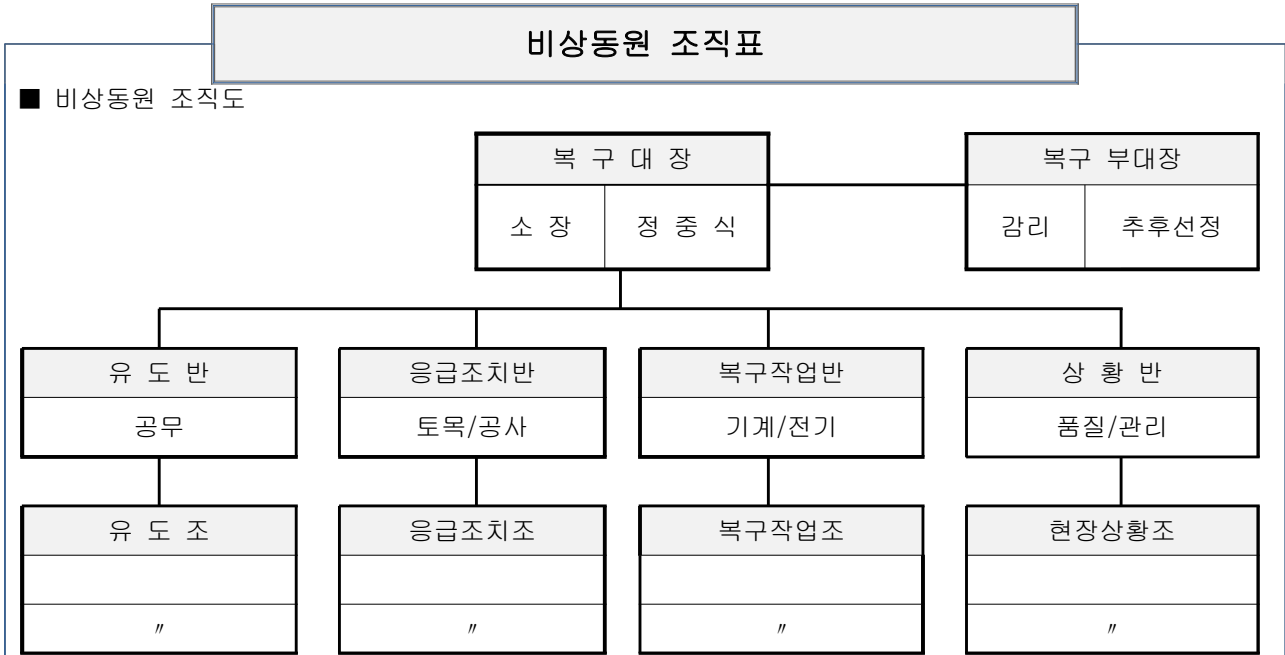 비상동원 조직표
■ 비상동원 조직도
복 구 대 장 복구 부대장
소 장 정 중 식 감리 추후선정
유 도 반 응급조치반 복구작업반 상 황 반
공무 토목/공사 기계/전기 품질/관리
유 도 조 응급조치조 복구작업조 현장상황조
〃 〃 〃 〃